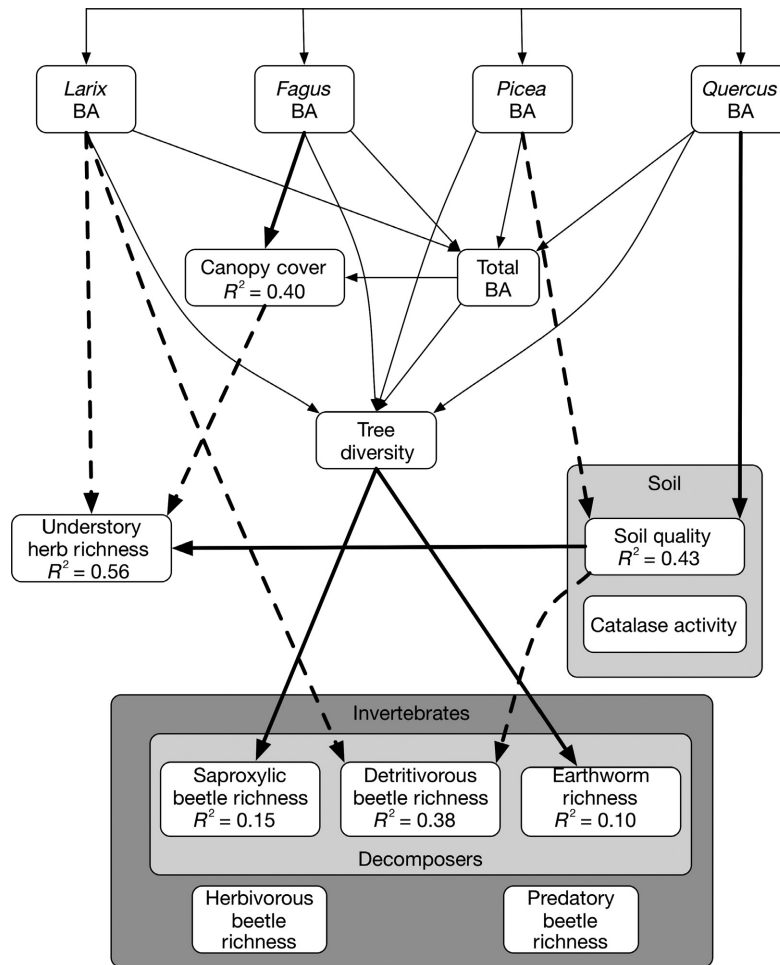 Larix
BA
Fagus
BA
Picea
BA
Quercus
BA
Canopy cover
R² = 0.40
Total
BA
Tree
diversity
Soil
Understory
herb richness
R² = 0.56
Soil quality
R² = 0.43
Catalase activity
Invertebrates
Saproxylic
beetle richness
R² = 0.15
Detritivorous
beetle richness
R² = 0.38
Earthworm
richness
R² = 0.10
Decomposers
Herbivorous
beetle
richness
Predatory
beetle
richness